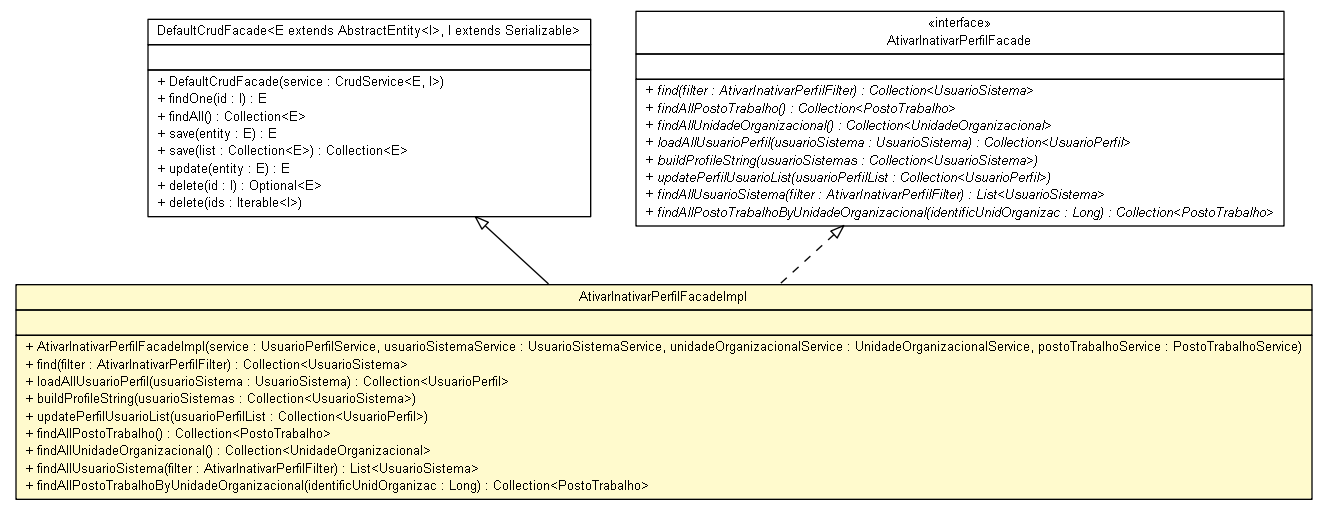 DefaultCrudFacade<E extends AbstractEntity<I>, I extends Serializable>
+ DefaultCrudFacade(service : CrudService<E, I>)
+ findOne(id : I) : E
+ findAll() : Collection<E>
+ save(entity : E) : E
+ save(list : Collection<E>) : Collection<E>
+ update(entity : E) : E
+ delete(id : I) : Optional<E>
+ delete(ids : Iterable<I>)
«interface»
AtivarInativarPerfilFacade
+ find(filter : AtivarInativarPerfilFilter) : Collection<UsuarioSistema>
+ findAllPostoTrabalho() : Collection<PostoTrabalho>
+ findAllUnidadeOrganizacional() : Collection<UnidadeOrganizacional>
+ loadAllUsuarioPerfil(usuarioSistema : UsuarioSistema) : Collection<UsuarioPerfil>
+ buildProfileString(usuarioSistemas : Collection<UsuarioSistema>)
+ updatePerfilUsuarioList(usuarioPerfilList : Collection<UsuarioPerfil>)
+ findAllUsuarioSistema(filter : AtivarInativarPerfilFilter) : List<UsuarioSistema>
+ findAllPostoTrabalhoByUnidadeOrganizacional(identificUnidOrganizac : Long) : Collection<PostoTrabalho>
AtivarInativarPerfilFacadeImpl
+ AtivarInativarPerfilFacadeImpl(service : UsuarioPerfilService, usuarioSistemaService : UsuarioSistemaService, unidadeOrganizacionalService : UnidadeOrganizacionalService, postoTrabalhoService : PostoTrabalhoService)
+ find(filter : AtivarInativarPerfilFilter) : Collection<UsuarioSistema>
+ loadAllUsuarioPerfil(usuarioSistema : UsuarioSistema) : Collection<UsuarioPerfil>
+ buildProfileString(usuarioSistemas : Collection<UsuarioSistema>)
+ updatePerfilUsuarioList(usuarioPerfilList : Collection<UsuarioPerfil>)
+ findAllPostoTrabalho() : Collection<PostoTrabalho>
+ findAllUnidadeOrganizacional() : Collection<UnidadeOrganizacional>
+ findAllUsuarioSistema(filter : AtivarInativarPerfilFilter) : List<UsuarioSistema>
+ findAllPostoTrabalhoByUnidadeOrganizacional(identificUnidOrganizac : Long) : Collection<PostoTrabalho>